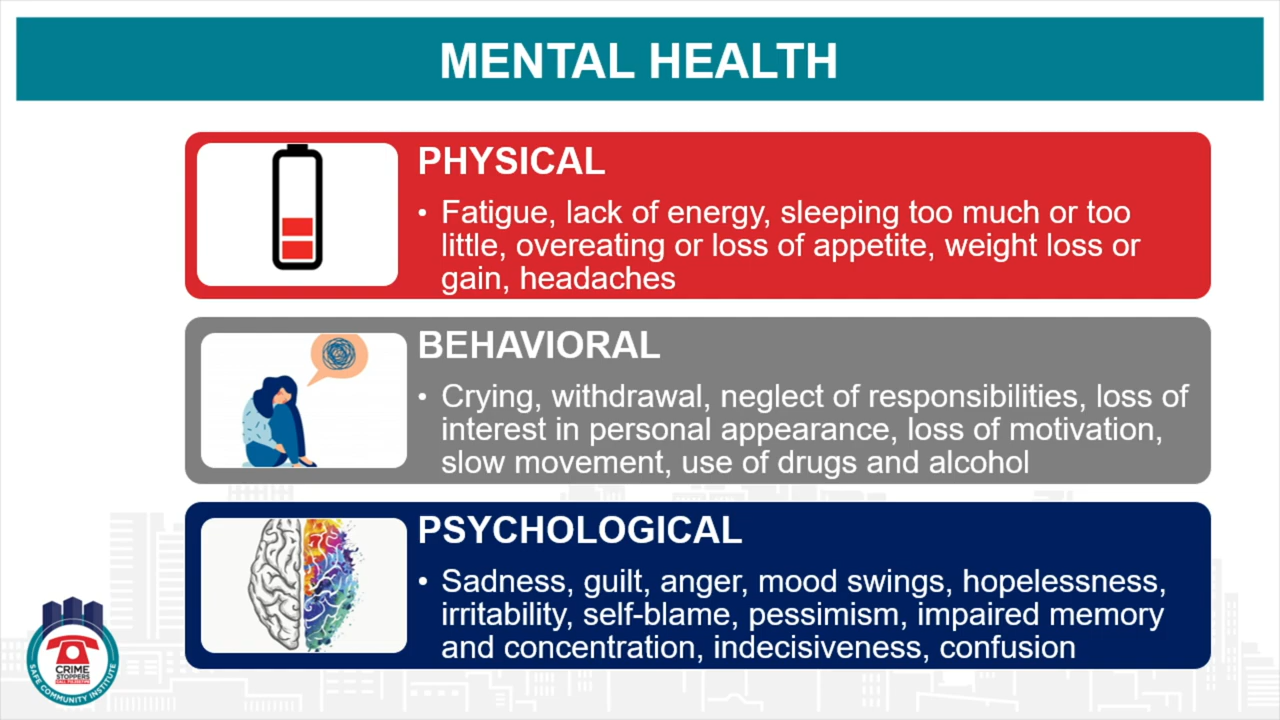 MENTAL HEALTH
PHYSICAL
• Fatigue, lack of energy, sleeping too much or too
little, overeating or loss of appetite, weight loss or
gain, headaches
BEHAVIORAL
• Crying, withdrawal, neglect of responsibilities, loss of
interest in personal appearance, loss of motivation,
slow movement, use of drugs and alcohol
PSYCHOLOGICAL
• Sadness, guilt, anger, mood swings, hopelessness,
irritability, self-blame, pessimism, impaired memory
and concentration, indecisiveness, confusion
CRIME
STOPPERS
SAFE COMMUNITY INSTITUTE